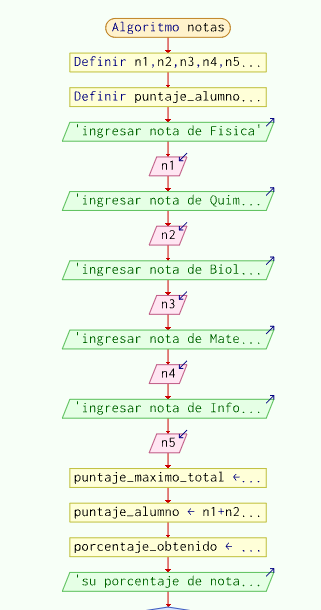 Algoritmo notas
Definir n1,n2,n3,n4,n5...
Definir puntaje_alumno...
'ingresar nota de Fisica'
n1
'ingresar nota de Quim...
n2
'ingresar nota de Biol...
n3
'ingresar nota de Mate...
n4
'ingresar nota de Info...
n5
puntaje_maximo_total ←...
puntaje_alumno ← n1+n2...
porcentaje_obtenido ← ...
'su porcentaje de nota...